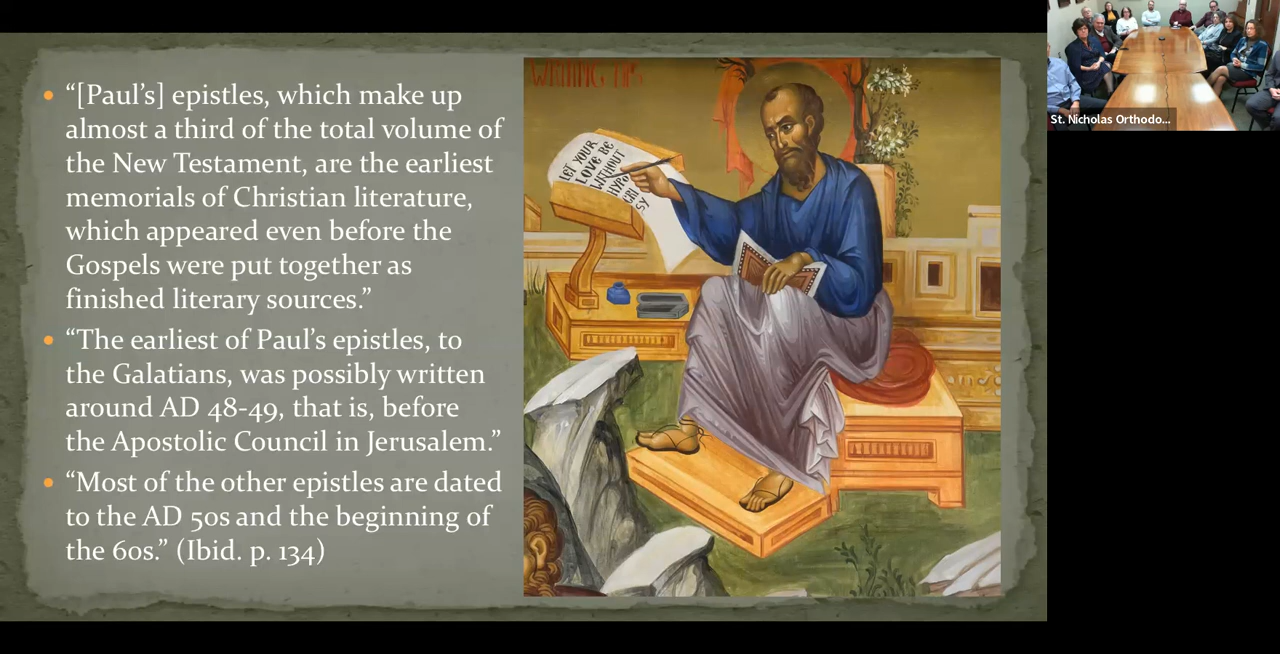 “[Paul’s] epistles, which make up
almost a third of the total volume of
the New Testament, are the earliest
memorials of Christian literature,
which appeared even before the
Gospels were put together as
finished literary sources.”
“The earliest of Paul’s epistles, to
the Galatians, was possibly written
around AD 48-49, that is, before
the Apostolic Council in Jerusalem.”
“Most of the other epistles are dated
to the AD 50s and the beginning of
the 60s.” (Ibid. p. 134)
LET YOUR
LOVE BE
WITHOUT
HYPO
CRI
SY
St. Nicholas Orthodo...